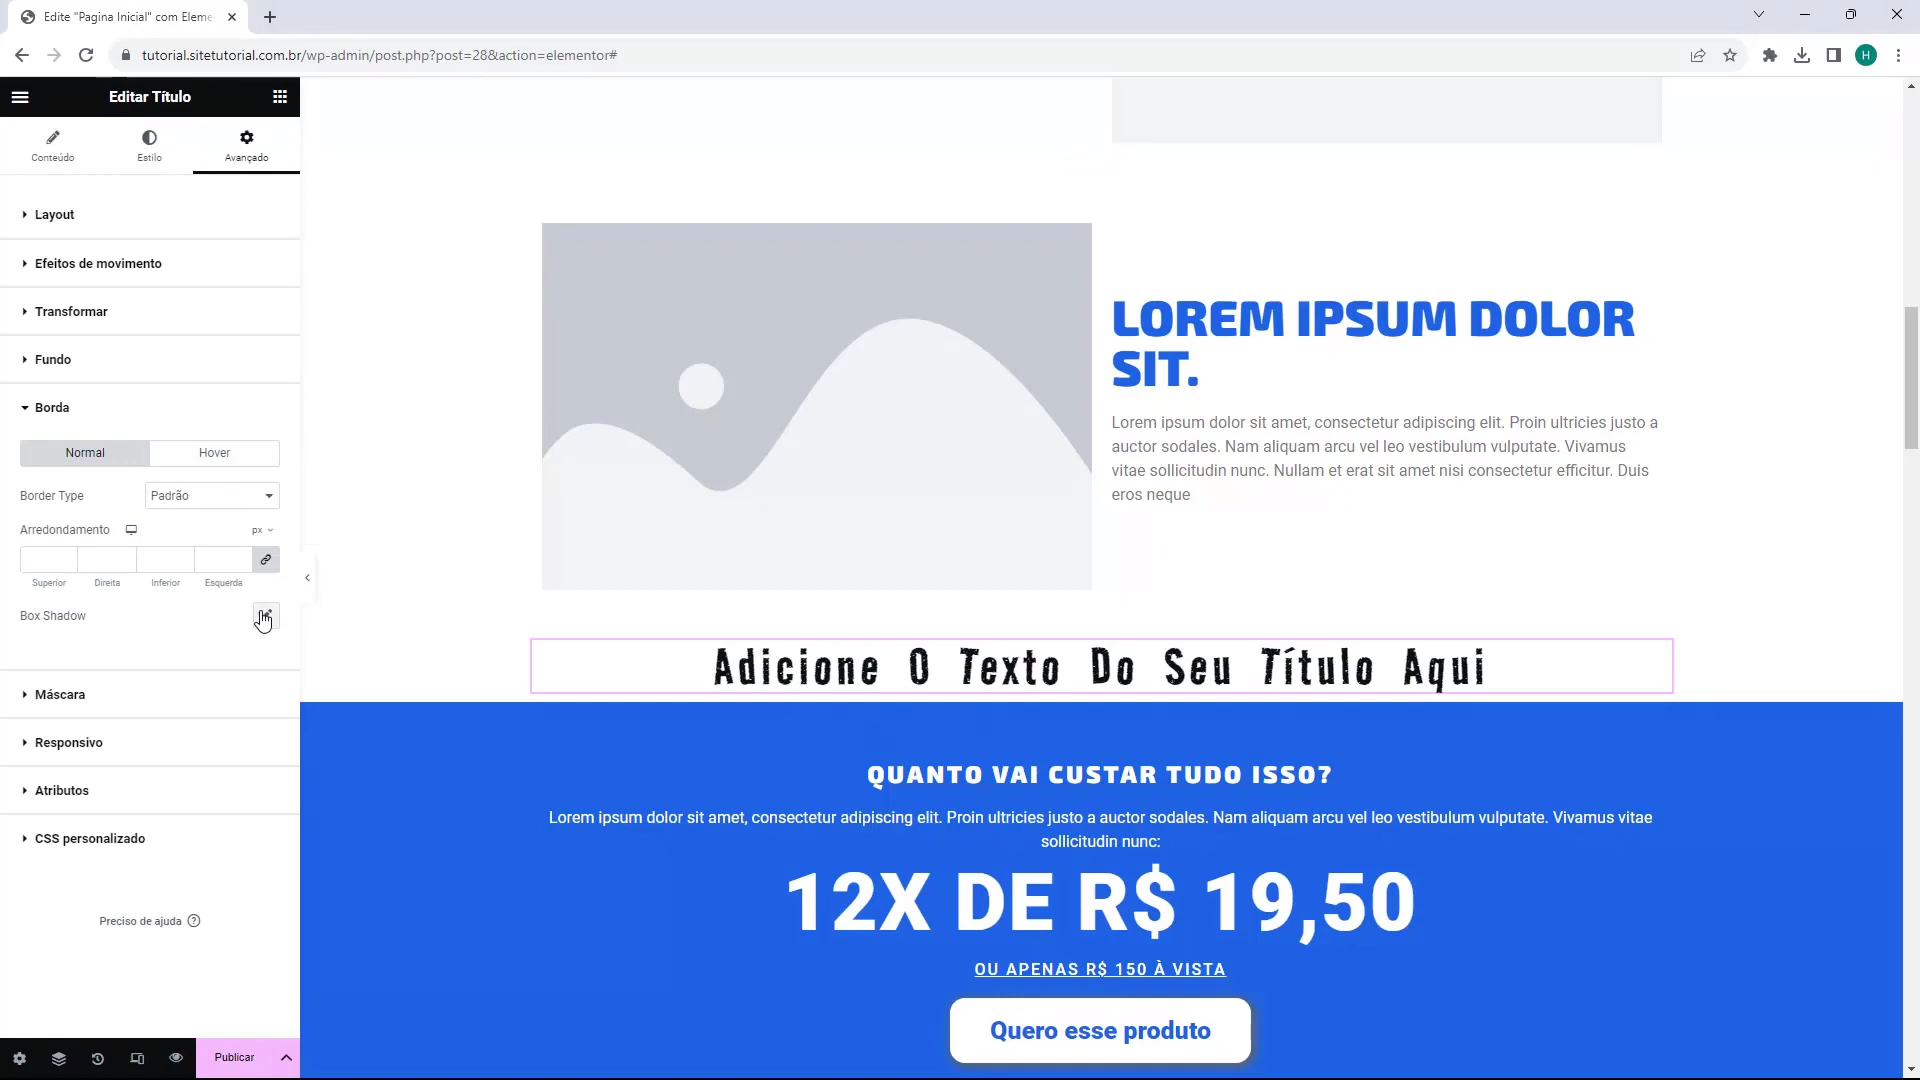 Edite "Pagina Inicial" com Eleme
tutorial.sitetutorial.com.br/wp-admin/post.php?post=28&action=elementor#
H
Editar Título
Conteúdo
Estilo
Avançado
Layout
Efeitos de movimento
Transformar
Fundo
Borda
Normal
Hover
Border Type
Padrão
Arredondamento
px
Superior
Direita
Inferior
Esquerda
Box Shadow
Máscara
Responsivo
Atributos
CSS personalizado
Preciso de ajuda
Publicar
LOREM IPSUM DOLOR
SIT.
Lorem ipsum dolor sit amet, consectetur adipiscing elit. Proin ultricies justo a
auctor sodales. Nam aliquam arcu vel leo vestibulum vulputate. Vivamus
vitae sollicitudin nunc. Nullam et erat sit amet nisi consectetur efficitur. Duis
eros neque
Adicione O Texto Do Seu Título Aqui
QUANTO VAI CUSTAR TUDO ISSO?
Lorem ipsum dolor sit amet, consectetur adipiscing elit. Proin ultricies justo a auctor sodales. Nam aliquam arcu vel leo vestibulum vulputate. Vivamus vitae
sollicitudin nunc:
12X DE R$ 19,50
OU APENAS R$ 150 À VISTA
Quero esse produto